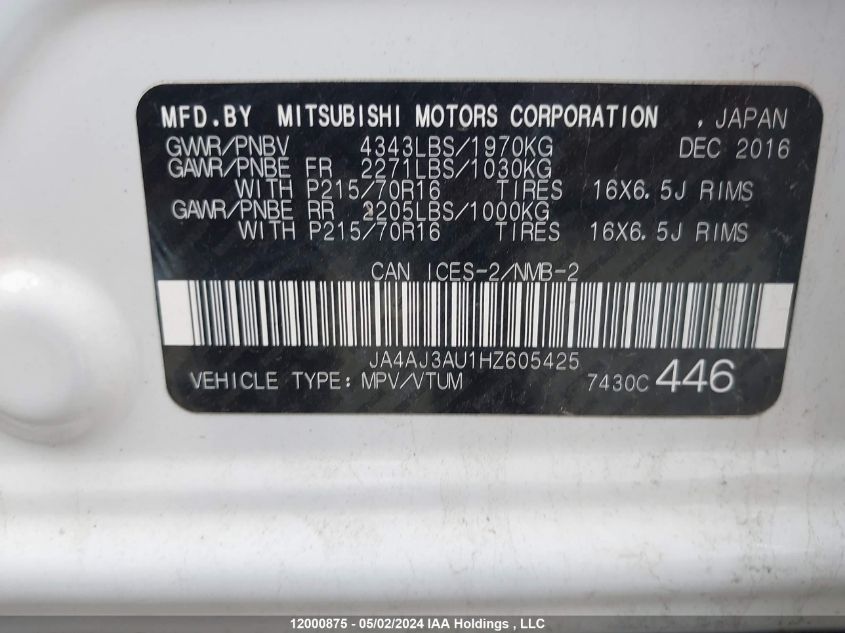 MFD.BY MITSUBISHI MOTORS CORPORATION , JAPAN
GVWR/PNBV 4343LBS/1970KG DEC 2016
GAWR/PNBE FR 2271LBS/1030KG
WITH P215/70R16 TIRES 16X6.5J RIMS
GAWR/PNBE RR 2205LBS/1000KG
WITH P215/70R16 TIRES 16X6.5J RIMS
CAN ICES-2/NMB-2
JA4AJ3AU1HZ605425
VEHICLE TYPE: MPV/VTUM 7430C 446
12000875 - 05/02/2024 IAA Holdings , LLC